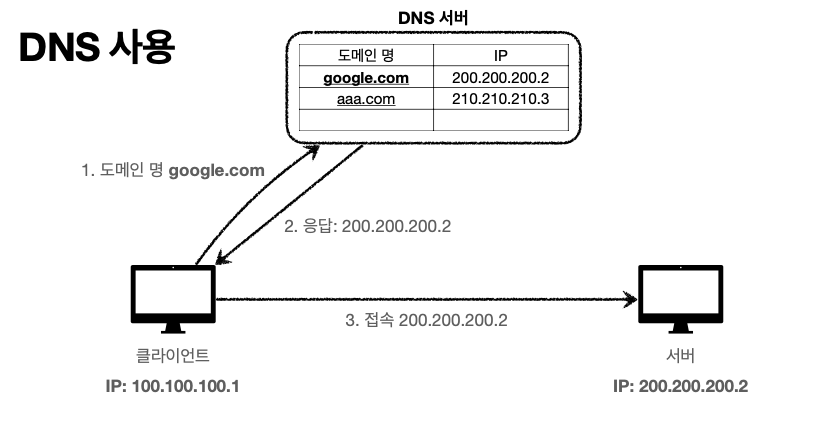 DNS 사용
DNS 서버
도메인 명 IP
google.com 200.200.200.2
aaa.com 210.210.210.3
1. 도메인 명 google.com
2. 응답: 200.200.200.2
3. 접속 200.200.200.2
클라이언트
IP: 100.100.100.1
서버
IP: 200.200.200.2